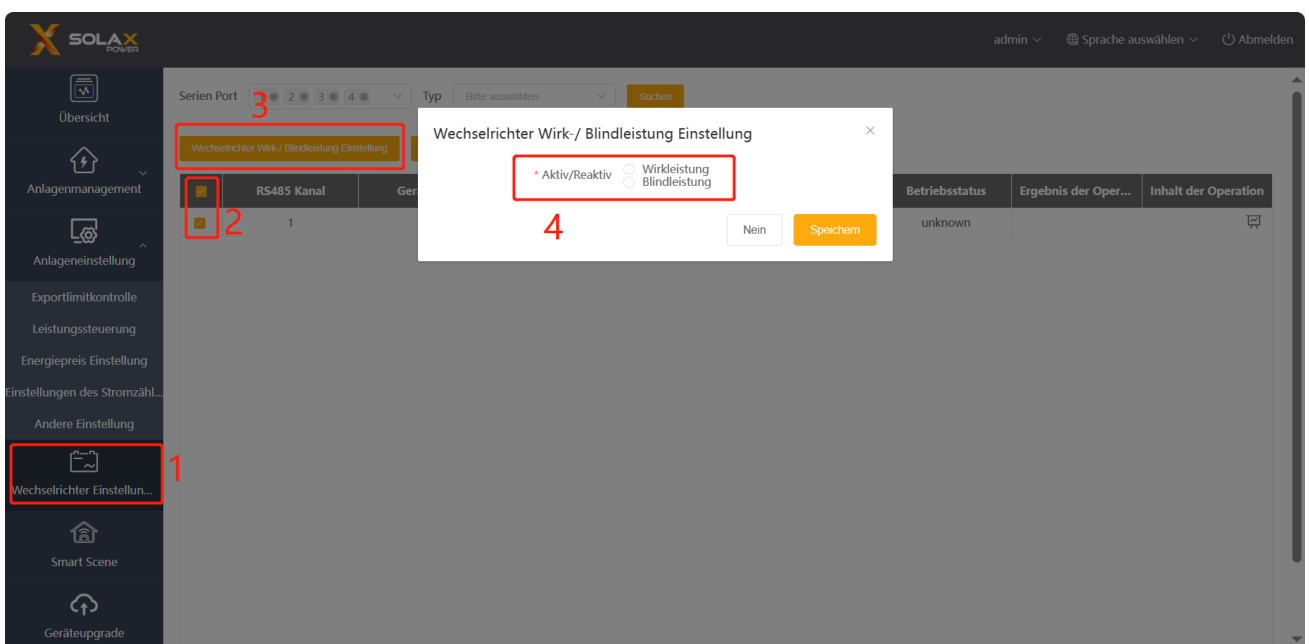 SOLAX
POWER
admin
Sprache auswählen
Abmelden
Übersicht
Anlagenmanagement
Anlageneinstellung
Exportlimitkontrolle
Leistungssteuerung
Energiepreis Einstellung
Einstellungen des Stromzähl...
Andere Einstellung
Wechselrichter Einstellun...
1
Smart Scene
Geräteupgrade
Serien Port
2 3 4
Typ
Bitte auswählen
Suchen
3
Wechselrichter Wirk-/ Blindleistung Einstellung
RS485 Kanal
Ger
Betriebsstatus
Ergebnis der Oper...
Inhalt der Operation
2
1
unknown
Wechselrichter Wirk-/ Blindleistung Einstellung
* Aktiv/Reaktiv
Wirkleistung
Blindleistung
4
Nein
Speichern